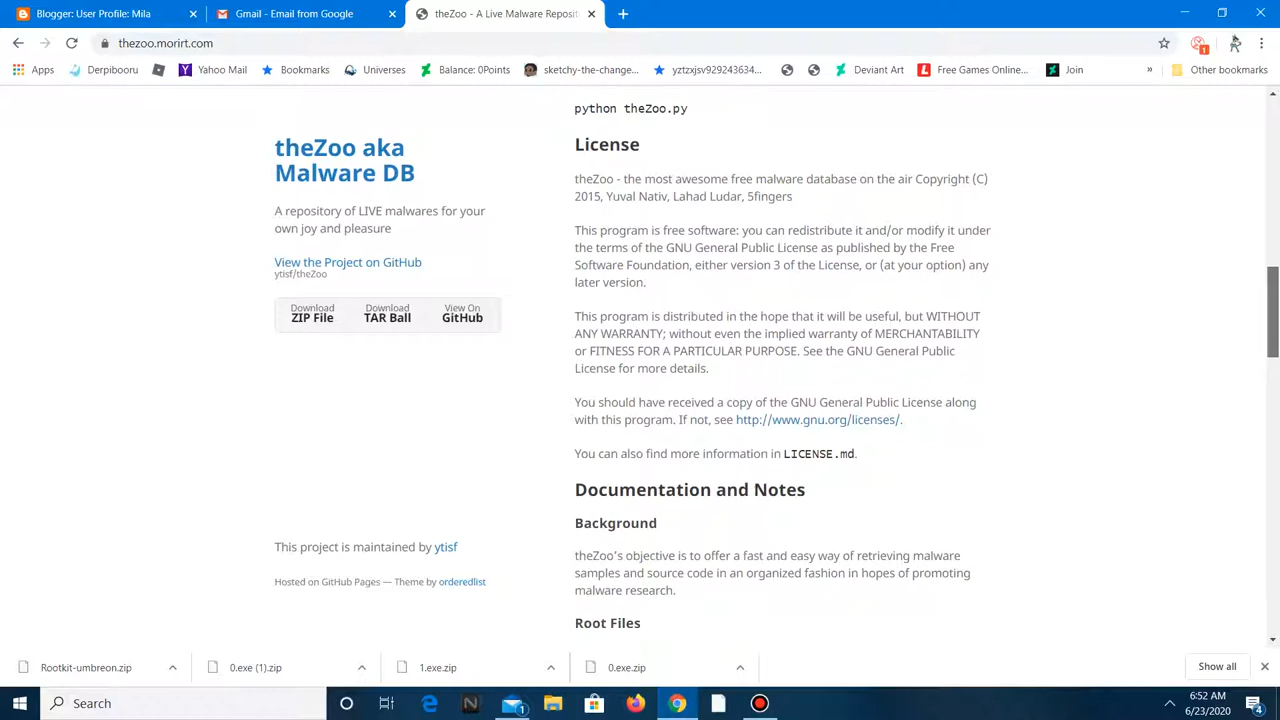 Blogger: User Profile: Mila
Gmail - Email from Google
theZoo - A Live Malware Reposit
thezoo.morirt.com
1
Apps
Derpibooru
Yahoo Mail
Bookmarks
Universes
Balance: 0Points
sketchy-the-change...
yztzxjsv929243634...
Deviant Art
Free Games Online...
Join
»
Other bookmarks
theZoo aka
Malware DB
A repository of LIVE malwares for your
own joy and pleasure
View the Project on GitHub
ytisf/theZoo
Download
ZIP File
Download
TAR Ball
View On
GitHub
This project is maintained by ytisf
Hosted on GitHub Pages — Theme by orderedlist
python theZoo.py
License
theZoo - the most awesome free malware database on the air Copyright (C)
2015, Yuval Nativ, Lahad Ludar, 5fingers
This program is free software: you can redistribute it and/or modify it under
the terms of the GNU General Public License as published by the Free
Software Foundation, either version 3 of the License, or (at your option) any
later version.
This program is distributed in the hope that it will be useful, but WITHOUT
ANY WARRANTY; without even the implied warranty of MERCHANTABILITY
or FITNESS FOR A PARTICULAR PURPOSE. See the GNU General Public
License for more details.
You should have received a copy of the GNU General Public License along
with this program. If not, see http://www.gnu.org/licenses/.
You can also find more information in LICENSE.md.
Documentation and Notes
Background
theZoo's objective is to offer a fast and easy way of retrieving malware
samples and source code in an organized fashion in hopes of promoting
malware research.
Root Files
Rootkit-umbreon.zip
0.exe (1).zip
1.exe.zip
0.exe.zip
Show all
Search
1
6:52 AM
6/23/2020
4